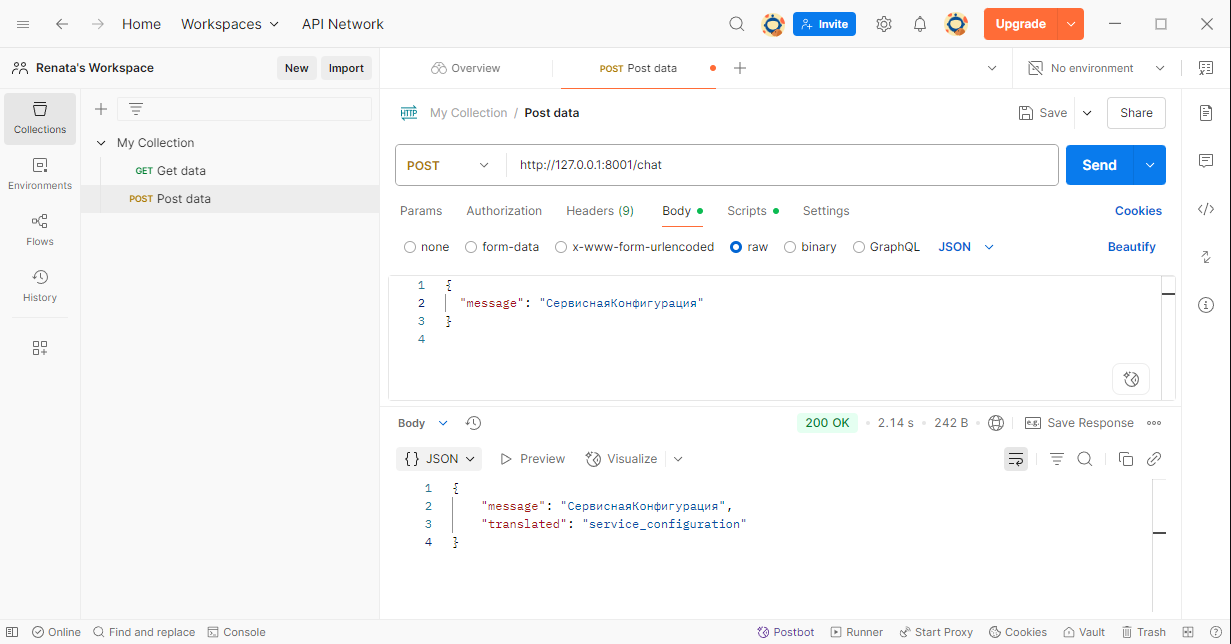 Home Workspaces API Network Invite Upgrade
Renata's Workspace New Import Overview POST Post data No environment
Collections
Environments
Flows
History
My Collection
GET Get data
POST Post data
HTTP My Collection / Post data Save Share
POST http://127.0.0.1:8001/chat Send
Params Authorization Headers (9) Body Scripts Settings Cookies
none form-data x-www-form-urlencoded raw binary GraphQL JSON Beautify
1 {
2 "message": "СервиснаяКонфигурация"
3 }
4
Body 200 OK 2.14 s 242 B e.g. Save Response
{} JSON Preview Visualize
1 {
2 "message": "СервиснаяКонфигурация",
3 "translated": "service_configuration"
4 }
Online Find and replace Console Postbot Runner Start Proxy Cookies Vault Trash